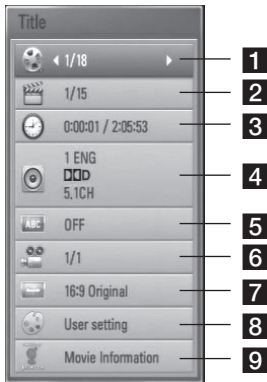 Title
1/18 1
1/15 2
0:00:01 / 2:05:53 3
1 ENG
D
5.1CH 4
ABC OFF 5
1/1 6
16:9 Original 7
User setting 8
Movie Information 9